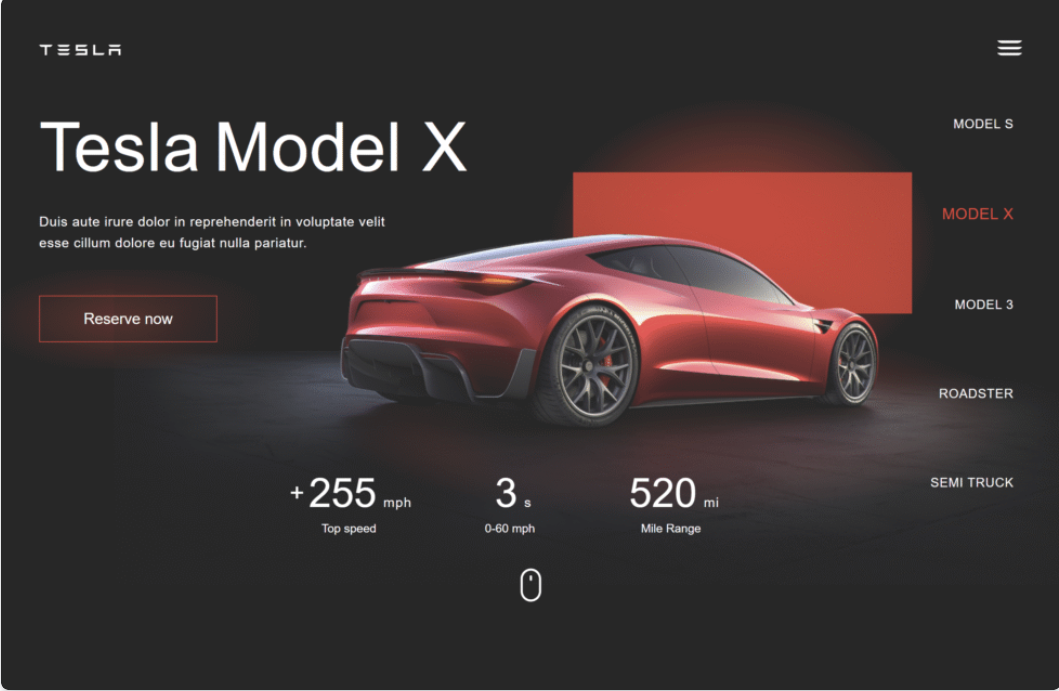 TESLA
Tesla Model X
Duis aute irure dolor in reprehenderit in voluptate velit
esse cillum dolore eu fugiat nulla pariatur.
Reserve now
MODEL S
MODEL X
MODEL 3
ROADSTER
SEMI TRUCK
+255 mph
Top speed
3 s
0-60 mph
520 mi
Mile Range